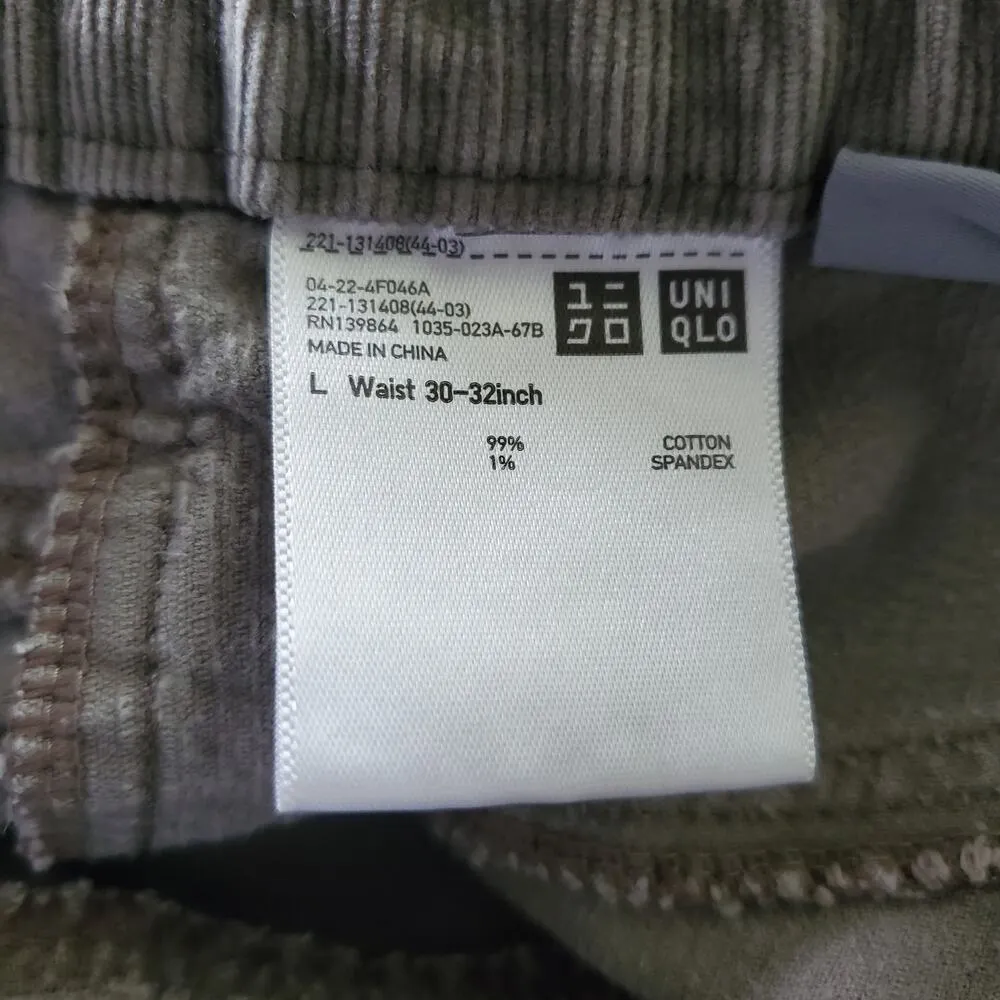 221-131408(44-03)
04-22-4F046A
221-131408(44-03)
RN139864 1035-023A-67B
MADE IN CHINA
ユニ
クロ
UNI
QLO
L Waist 30-32inch
99% COTTON
1% SPANDEX